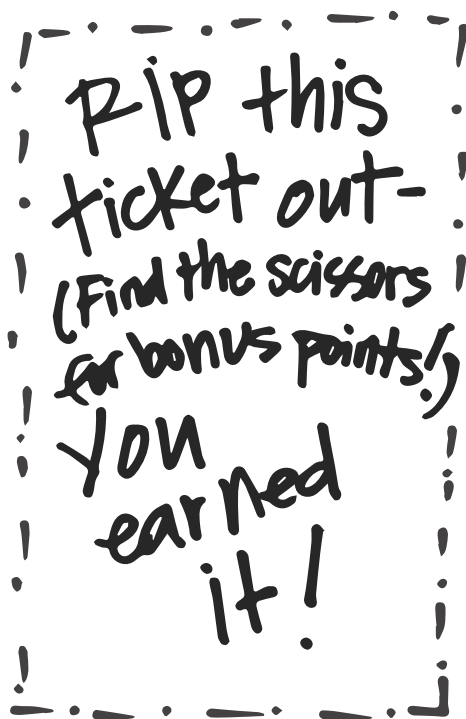 Rip this
ticket out-
(Find the scissors
for bonus points!)
You
earned
it!